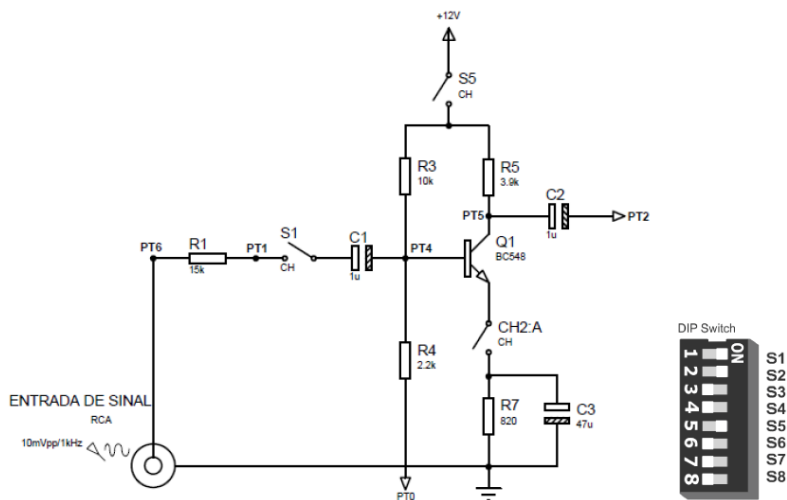 +12V
S5
CH
R3
10k
R5
3.9k
C2
1u
PT5
PT2
S1
CH
C1
1u
PT6
R1
15k
PT1
PT4
Q1
BC548
CH2:A
CH
R4
2.2k
R7
820
C3
47u
ENTRADA DE SINAL
RCA
10mVpp/1kHz
PT0
DIP Switch
ON
1 S1
2 S2
3 S3
4 S4
5 S5
6 S6
7 S7
8 S8